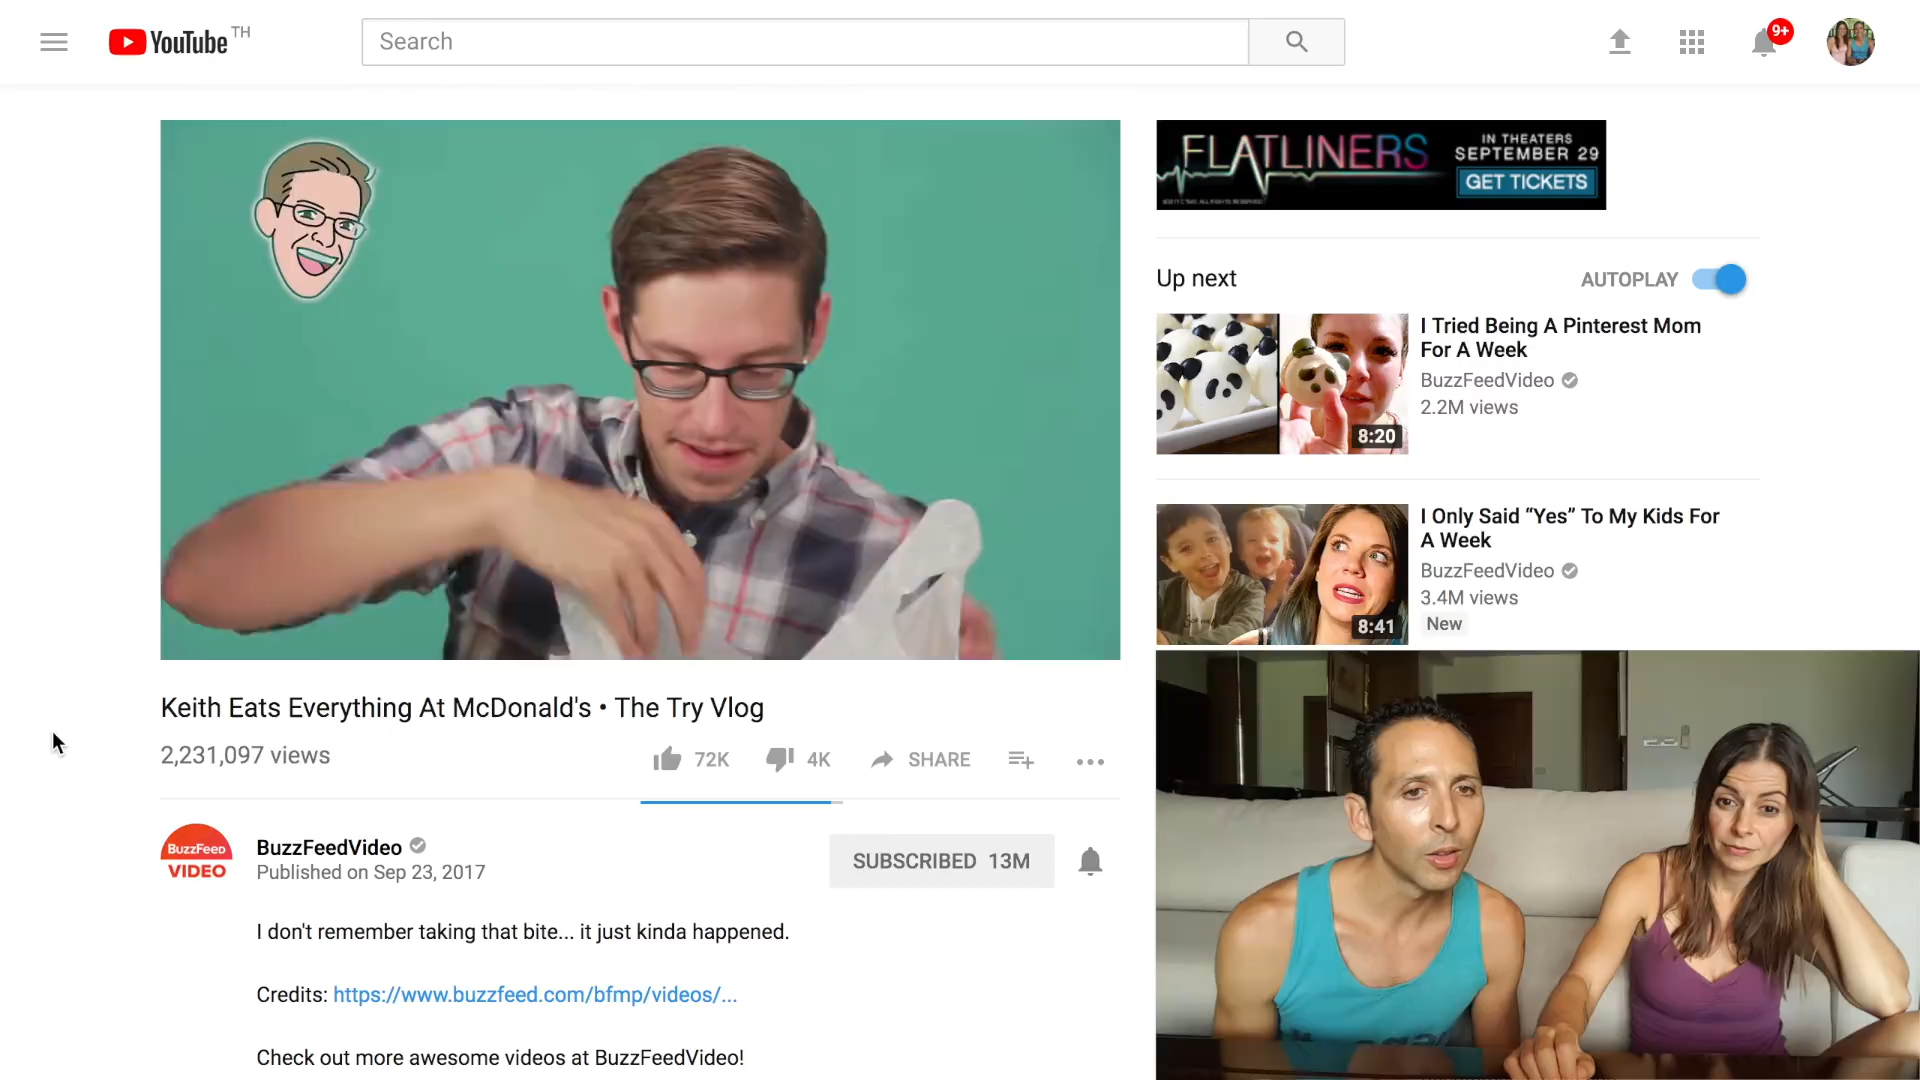 YouTube TH
Search
9+
FLATLINERS
IN THEATERS
SEPTEMBER 29
GET TICKETS
Up next
AUTOPLAY
I Tried Being A Pinterest Mom
For A Week
BuzzFeedVideo
2.2M views
8:20
I Only Said “Yes” To My Kids For
A Week
BuzzFeedVideo
3.4M views
New
8:41
Keith Eats Everything At McDonald's • The Try Vlog
2,231,097 views
72K
4K
SHARE
BuzzFeed
VIDEO
BuzzFeedVideo
Published on Sep 23, 2017
SUBSCRIBED 13M
I don't remember taking that bite... it just kinda happened.
Credits: https://www.buzzfeed.com/bfmp/videos/...
Check out more awesome videos at BuzzFeedVideo!